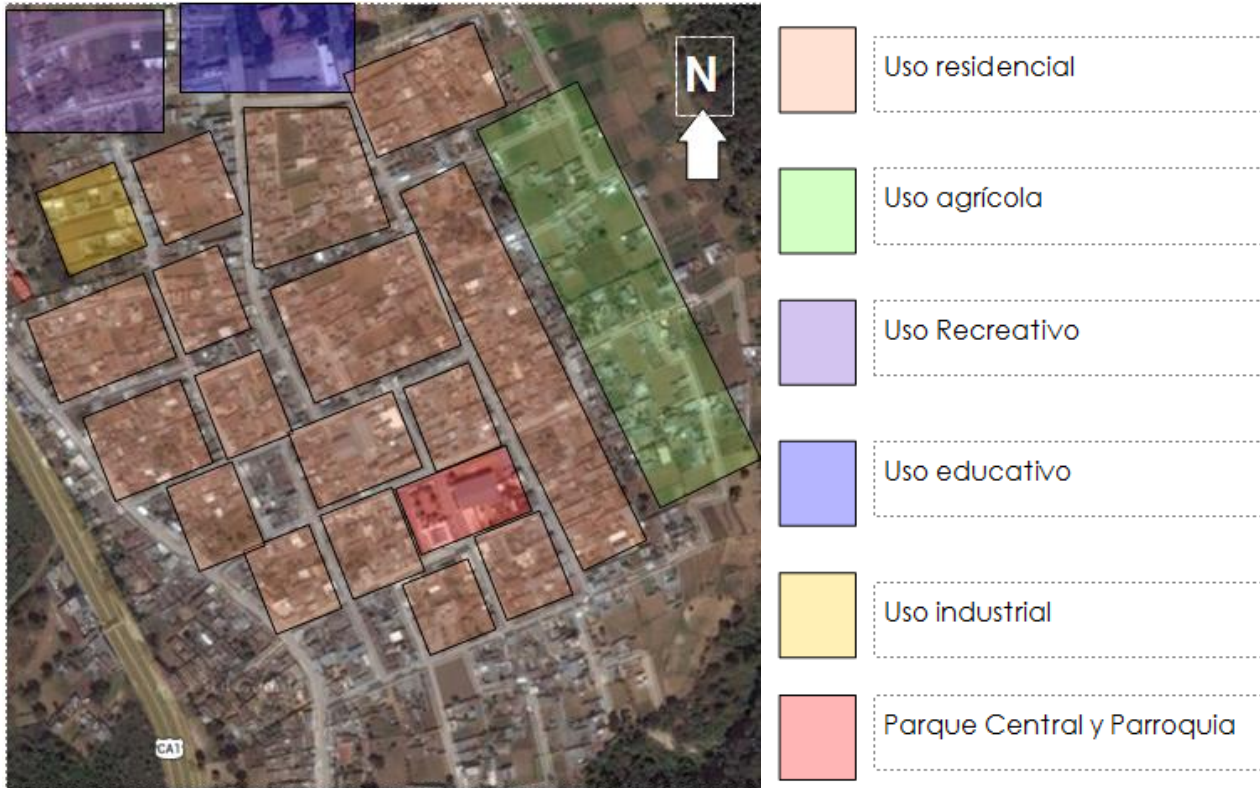 N
CA1
Uso residencial
Uso agrícola
Uso Recreativo
Uso educativo
Uso industrial
Parque Central y Parroquia